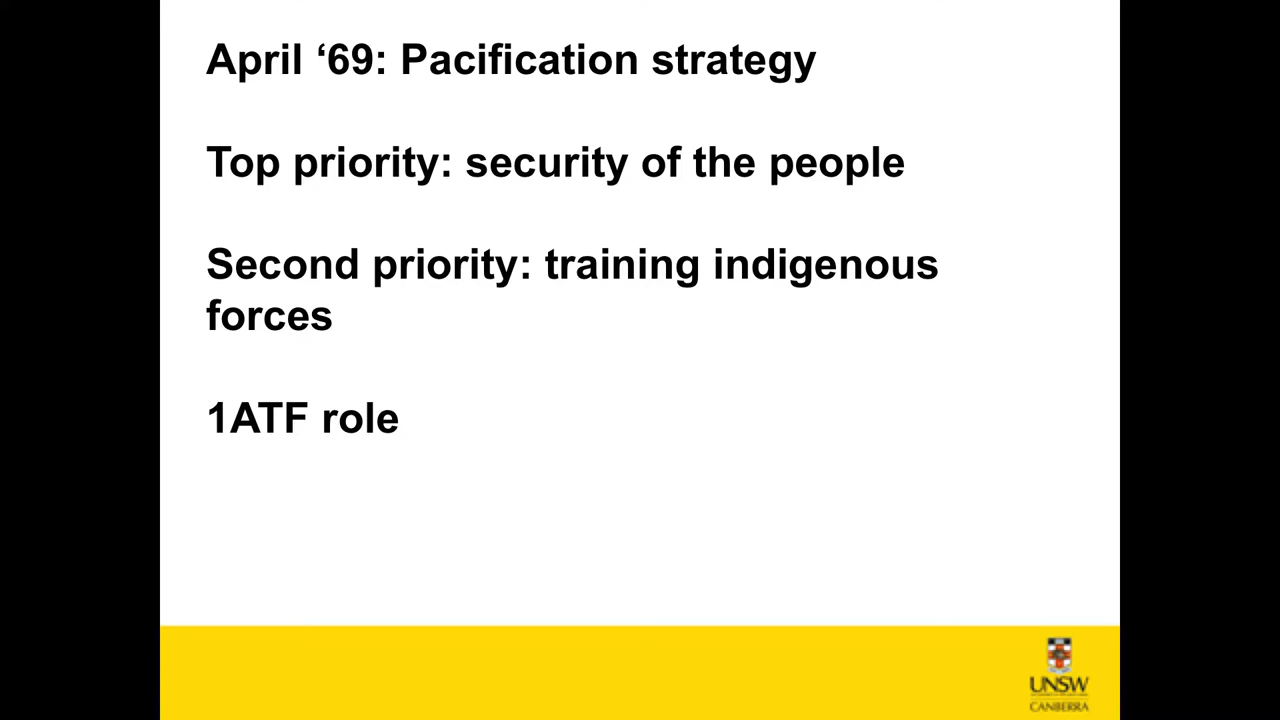 April ‘69: Pacification strategy
Top priority: security of the people
Second priority: training indigenous
forces
1ATF role
UNSW
CANBERRA